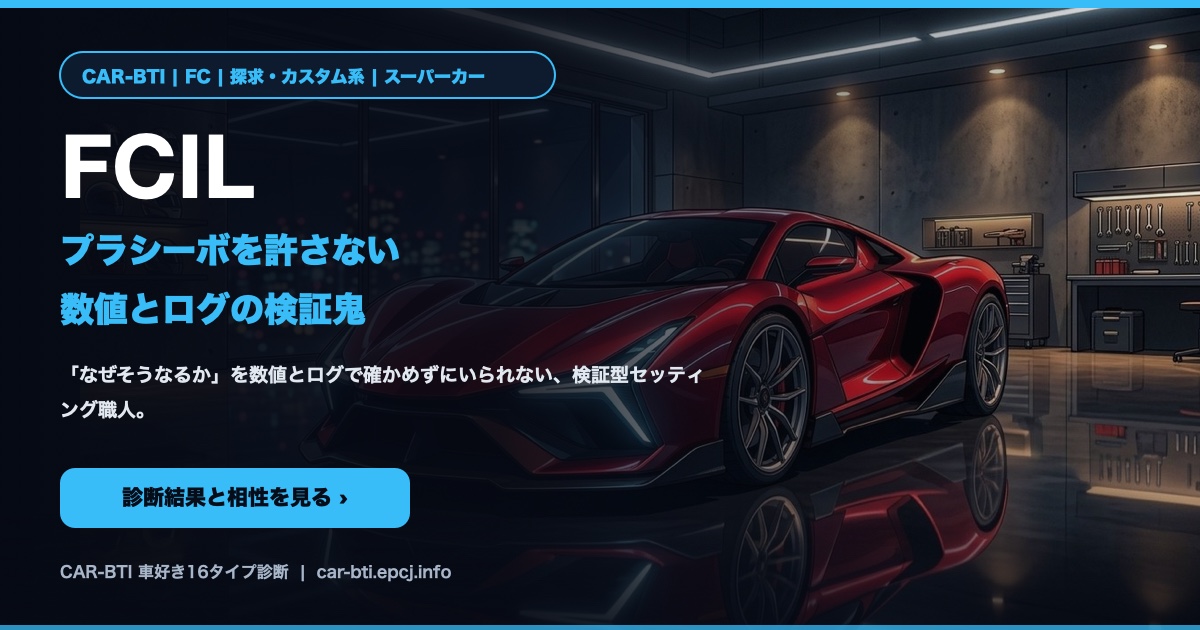 CAR-BTI | FC | 探求・カスタム系 | スーパーカー
FCIL
プラシーボを許さない
数値とログの検証鬼
「なぜそうなるか」を数値とログで確かめずにいられない、検証型セッティ
ング職人。
診断結果と相性を見る ›
CAR-BTI 車好き16タイプ診断 | car-bti.epcj.info